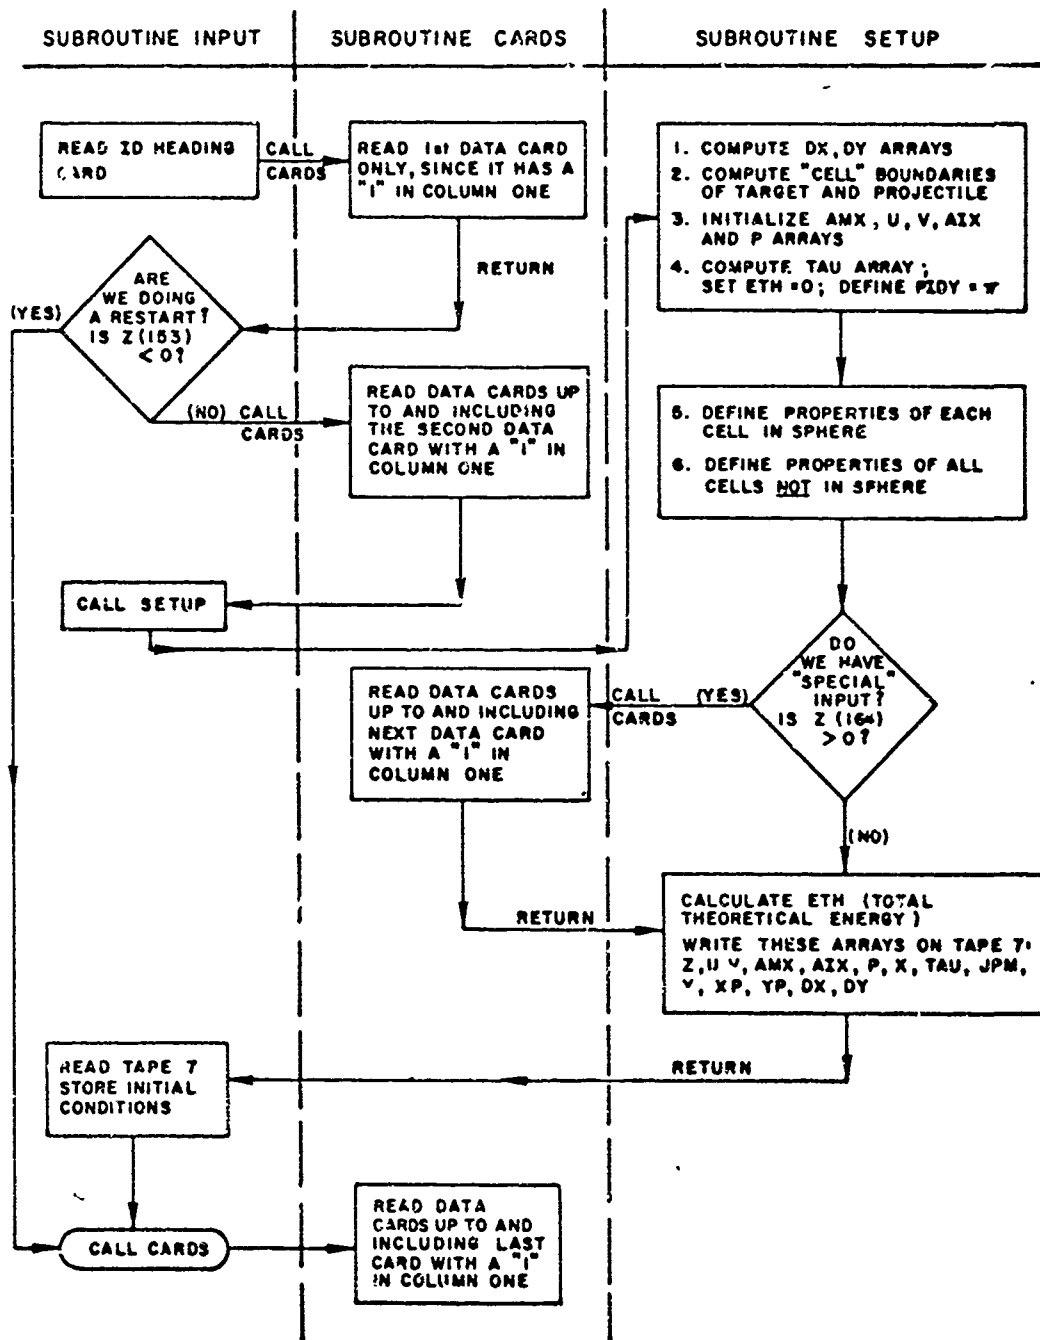 SUBROUTINE INPUT
SUBROUTINE CARDS
SUBROUTINE SETUP
READ ID HEADING
CARD
CALL
CARDS
READ 1st DATA CARD
ONLY, SINCE IT HAS A
"1" IN COLUMN ONE
RETURN
ARE
WE DOING
A RESTART?
IS Z(153)
< 0?
(YES)
(NO) CALL
CARDS
READ DATA CARDS UP
TO AND INCLUDING
THE SECOND DATA
CARD WITH A "1" IN
COLUMN ONE
CALL SETUP
1. COMPUTE DX, DY ARRAYS
2. COMPUTE "CELL" BOUNDARIES
OF TARGET AND PROJECTILE
3. INITIALIZE AMX, U, V, AIX
AND P ARRAYS
4. COMPUTE TAU ARRAY;
SET ETH = 0; DEFINE PIDY = π
5. DEFINE PROPERTIES OF EACH
CELL IN SPHERE
6. DEFINE PROPERTIES OF ALL
CELLS NOT IN SPHERE
DO
WE HAVE
"SPECIAL"
INPUT?
IS Z (164)
> 0?
(YES)
CALL
CARDS
READ DATA CARDS
UP TO AND INCLUDING
NEXT DATA CARD
WITH A "1" IN
COLUMN ONE
(NO)
RETURN
CALCULATE ETH (TOTAL
THEORETICAL ENERGY)
WRITE THESE ARRAYS ON TAPE 7:
Z, U, AMX, AIX, P, X, TAU, JPM,
XP, YP, DX, DY
RETURN
READ TAPE 7
STORE INITIAL
CONDITIONS
CALL CARDS
READ DATA
CARDS UP TO AND
INCLUDING LAST
CARD WITH A "1"
IN COLUMN ONE